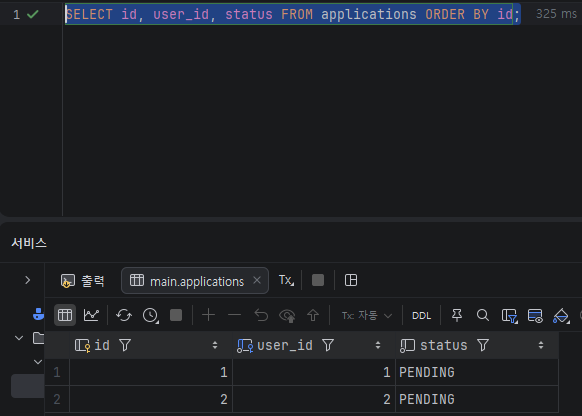 1 SELECT id, user_id, status FROM applications ORDER BY id; 325 ms
서비스
출력 main.applications Tx
Tx: 자동 DDL
id user_id status
1 1 1 PENDING
2 2 2 PENDING